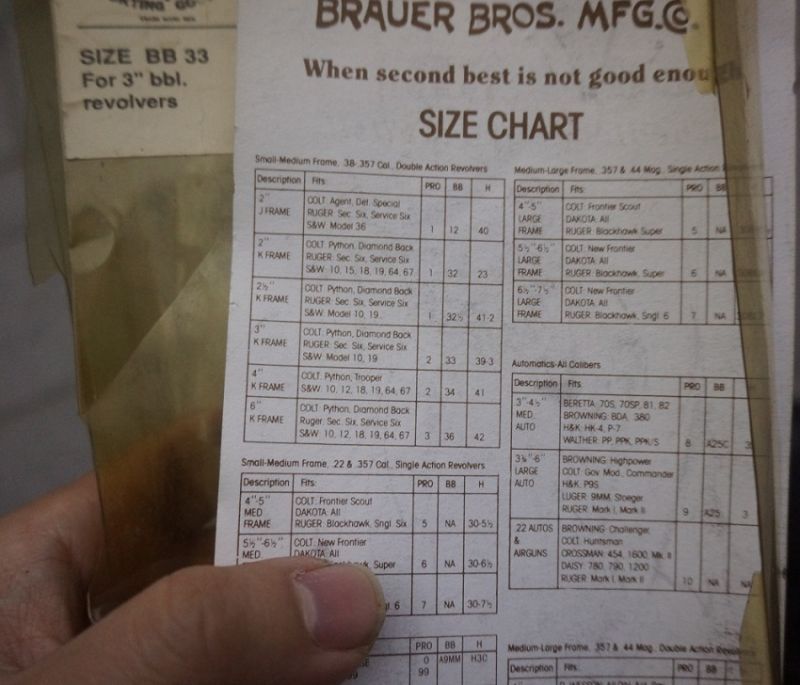 TRADE MARK REG
SIZE BB 33
For 3" bbl.
revolvers
BRAUER BROS. MFG. Co.
When second best is not good enough
SIZE CHART
Small-Medium Frame, .38-.357 Cal., Double Action Revolvers
Description Fits: PRO BB H
2" COLT: Agent, Det. Special
J FRAME RUGER: Sec. Six, Service Six
S&W: Model 36 1 12 40
2" COLT: Python, Diamond Back
K FRAME RUGER: Sec. Six, Service Six
S&W: 10, 15, 18, 19, 64, 67 1 32 23
2½" COLT: Python, Diamond Back
K FRAME RUGER: Sec. Six, Service Six
S&W: Model 10, 19 1 32½ 41-2
3" COLT: Python, Diamond Back
K FRAME RUGER: Sec. Six, Service Six
S&W: Model 10, 19 2 33 39-3
4" COLT: Python, Trooper
K FRAME S&W: 10, 12, 18, 19, 64, 67 2 34 41
6" COLT: Python, Diamond Back
K FRAME Ruger: Sec. Six, Service Six
S&W: 10, 12, 18, 19, 64, 67 3 36 42
Small-Medium Frame, .22 & .357 Cal., Single Action Revolvers
Description Fits: PRO BB H
4"-5" COLT: Frontier Scout
MED. DAKOTA: All
FRAME RUGER: Blackhawk, Sngl. Six 5 NA 30-5½
5½"-6½" COLT: New Frontier
MED. DAKOTA: All
Super 6 NA 30-6½
6 7 NA 30-7½
PRO BB H
0 A9MM H3C
99
Medium-Large Frame, .357 & .44 Mag., Single Action
Description Fits: PRO BB
4"-5" COLT: Frontier Scout
LARGE DAKOTA: All
FRAME RUGER: Blackhawk Super 5 NA
5½"-6½" COLT: New Frontier
LARGE DAKOTA: All
FRAME RUGER: Blackhawk, Super 6 NA
6½"-7½" COLT: New Frontier
LARGE DAKOTA: All
FRAME RUGER: Blackhawk, Sngl. 6 7 NA
Automatics-All Calibers
Description Fits: PRO BB
3"-4½" BERETTA: 70S, 70SP, 81, 82
MED. BROWNING: BDA, 380
AUTO H&K: HK-4, P-7
WALTHER: PP, PPK, PPK/S 8 A25C 3
3¾"-6" BROWNING: Highpower
LARGE COLT: Gov. Mod., Commander
AUTO H&K: P9S
LUGER: 9MM, Stoeger
RUGER: Mark I, Mark II 9 A25 3
22 AUTOS BROWNING: Challenger
& COLT: Huntsman
AIRGUNS CROSSMAN: 454, 1600, Mk. II
DAISY: 780, 790, 1200
RUGER: Mark I, Mark II 10 NA NA
Medium-Large Frame, .357 & .44 Mag., Double Action
Description Fits: PRO BB